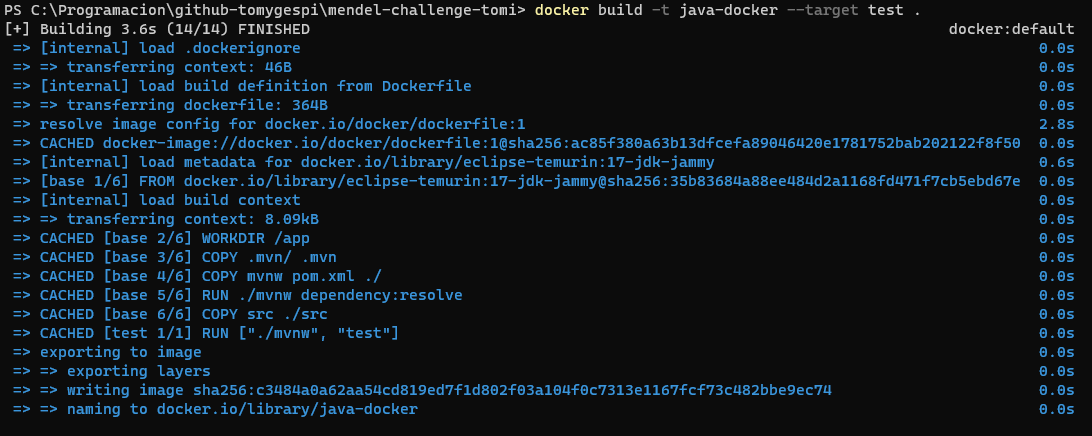 PS C:\Programacion\github-tomygespi\mendel-challenge-tomi> docker build -t java-docker --target test .
[+] Building 3.6s (14/14) FINISHED docker:default
=> [internal] load .dockerignore 0.0s
=> => transferring context: 46B 0.0s
=> [internal] load build definition from Dockerfile 0.0s
=> => transferring dockerfile: 364B 0.0s
=> resolve image config for docker.io/docker/dockerfile:1 2.8s
=> CACHED docker-image://docker.io/docker/dockerfile:1@sha256:ac85f380a63b13dfcefa89046420e1781752bab202122f8f50 0.0s
=> [internal] load metadata for docker.io/library/eclipse-temurin:17-jdk-jammy 0.6s
=> [base 1/6] FROM docker.io/library/eclipse-temurin:17-jdk-jammy@sha256:35b83684a88ee484d2a1168fd471f7cb5ebd67e 0.0s
=> [internal] load build context 0.0s
=> => transferring context: 8.09kB 0.0s
=> CACHED [base 2/6] WORKDIR /app 0.0s
=> CACHED [base 3/6] COPY .mvn/ .mvn 0.0s
=> CACHED [base 4/6] COPY mvnw pom.xml ./ 0.0s
=> CACHED [base 5/6] RUN ./mvnw dependency:resolve 0.0s
=> CACHED [base 6/6] COPY src ./src 0.0s
=> CACHED [test 1/1] RUN ["./mvnw", "test"] 0.0s
=> exporting to image 0.0s
=> => exporting layers 0.0s
=> => writing image sha256:c3484a0a62aa54cd819ed7f1d802f03a104f0c7313e1167fcf73c482bbe9ec74 0.0s
=> => naming to docker.io/library/java-docker 0.0s